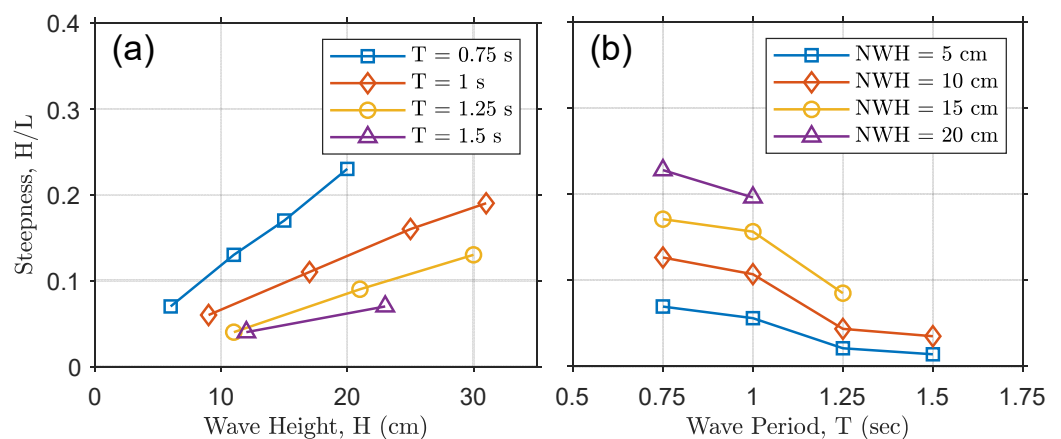 (a)
T = 0.75 s
T = 1 s
T = 1.25 s
T = 1.5 s
0.4
0.3
0.2
0.1
0
Steepness, H/L
0 10 20 30
Wave Height, H (cm)
(b)
NWH = 5 cm
NWH = 10 cm
NWH = 15 cm
NWH = 20 cm
0.5 0.75 1 1.25 1.5 1.75
Wave Period, T (sec)